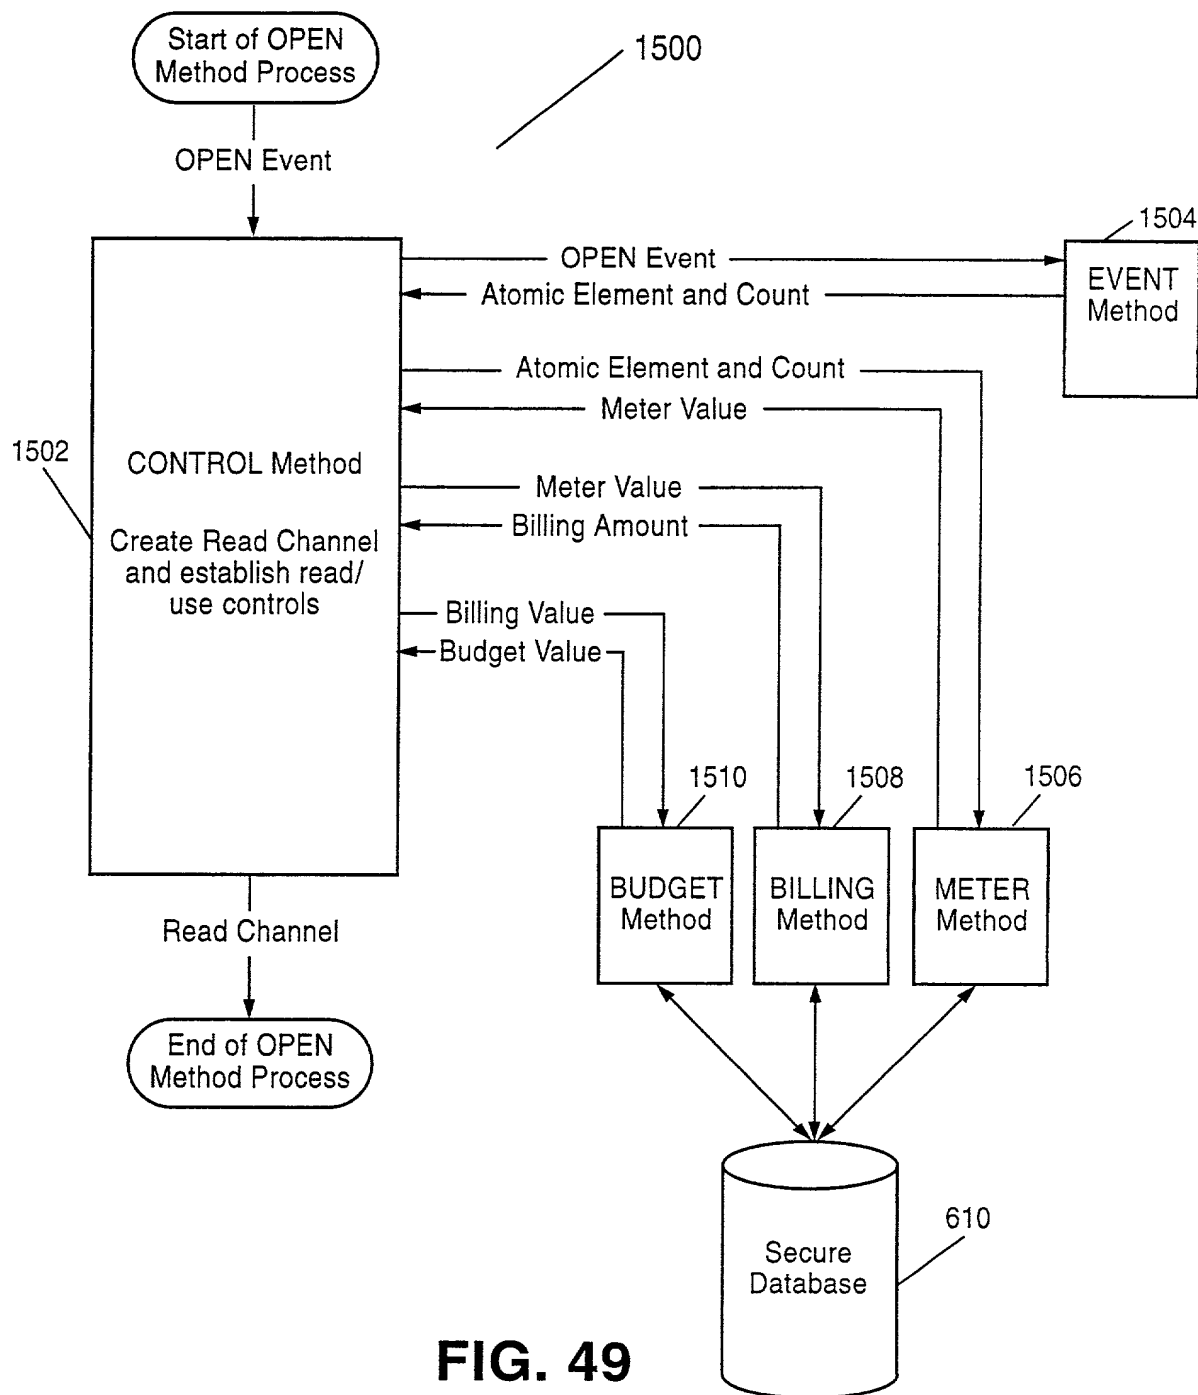 Start of OPEN
Method Process
1500
OPEN Event
1504
OPEN Event
EVENT
Method
Atomic Element and Count
Atomic Element and Count
Meter Value
1502
CONTROL Method
Create Read Channel
and establish read/
use controls
Meter Value
Billing Amount
Billing Value
Budget Value
1510
1508
1506
BUDGET
Method
BILLING
Method
METER
Method
Read Channel
End of OPEN
Method Process
610
Secure
Database
FIG. 49